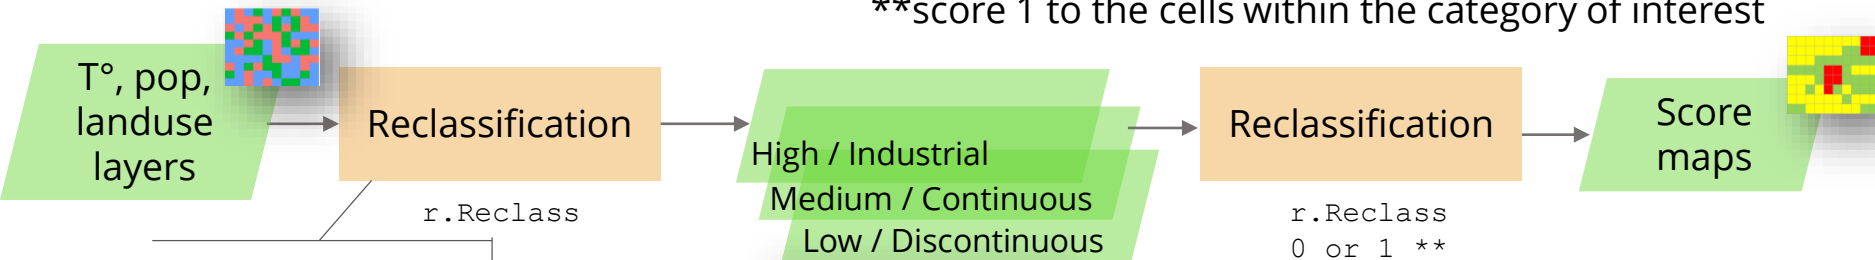 **score 1 to the cells within the category of interest
T°, pop,
landuse
layers
Reclassification
r.Reclass
High / Industrial
Medium / Continuous
Low / Discontinuous
Reclassification
r.Reclass
0 or 1 **
Score
maps